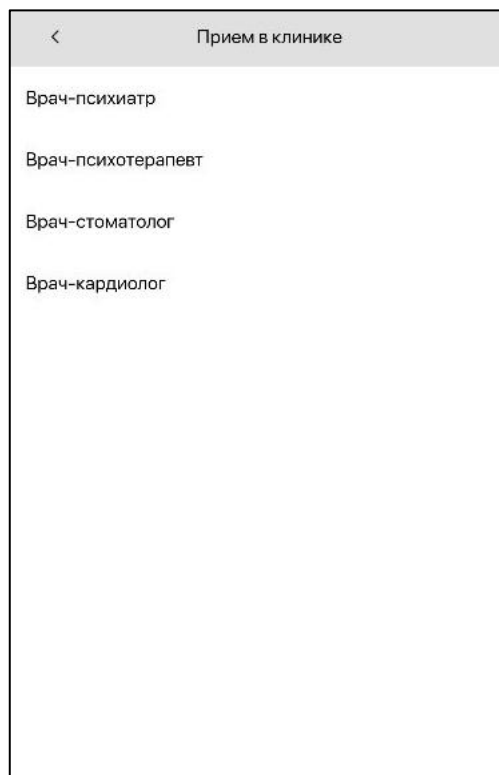 Прием в клинике
Врач-психиатр
Врач-психотерапевт
Врач-стоматолог
Врач-кардиолог